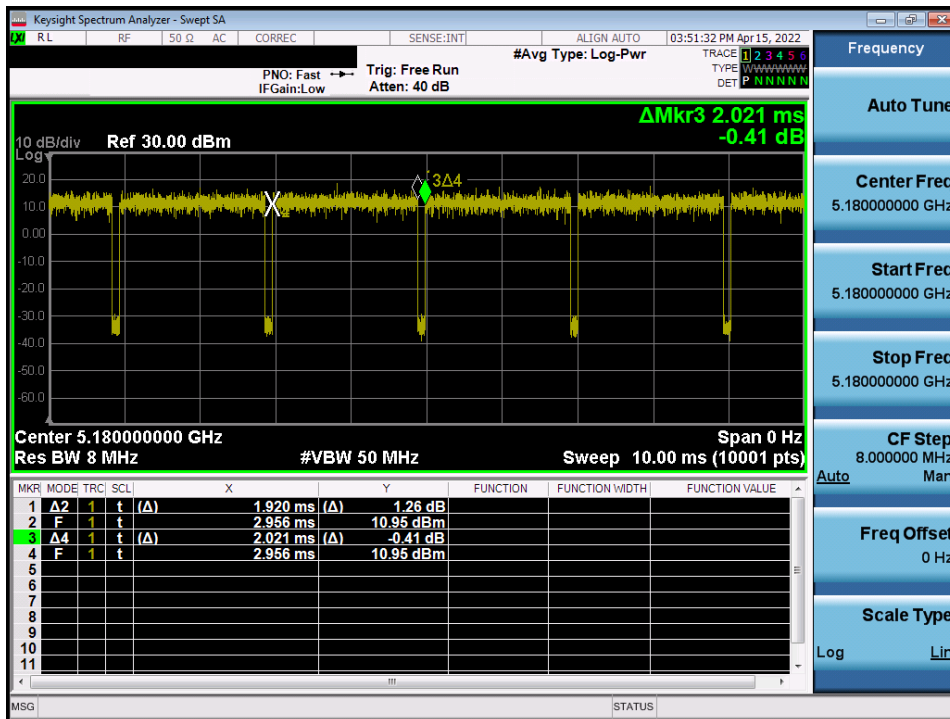 Keysight Spectrum Analyzer - Swept SA
LXI RL RF 50 Ω AC CORREC SENSE:INT ALIGN AUTO 03:51:32 PM Apr 15, 2022
PNO: Fast
IFGain:Low
Trig: Free Run
Atten: 40 dB
#Avg Type: Log-Pwr
TRACE 1 2 3 4 5 6
TYPE WWWWWW
DET P N N N N N
ΔMkr3 2.021 ms
-0.41 dB
10 dB/div Ref 30.00 dBm
Log
20.0
10.0
0.00
-10.0
-20.0
-30.0
-40.0
-50.0
-60.0
3Δ4
Center 5.180000000 GHz Span 0 Hz
Res BW 8 MHz #VBW 50 MHz Sweep 10.00 ms (10001 pts)
MKR MODE TRC SCL X Y FUNCTION FUNCTION WIDTH FUNCTION VALUE
1 Δ2 1 t (Δ) 1.920 ms (Δ) 1.26 dB
2 F 1 t 2.956 ms 10.95 dBm
3 Δ4 1 t (Δ) 2.021 ms (Δ) -0.41 dB
4 F 1 t 2.956 ms 10.95 dBm
5
6
7
8
9
10
11
MSG STATUS
Frequency
Auto Tune
Center Freq
5.180000000 GHz
Start Freq
5.180000000 GHz
Stop Freq
5.180000000 GHz
CF Step
8.000000 MHz
Auto Man
Freq Offset
0 Hz
Scale Type
Log Lin